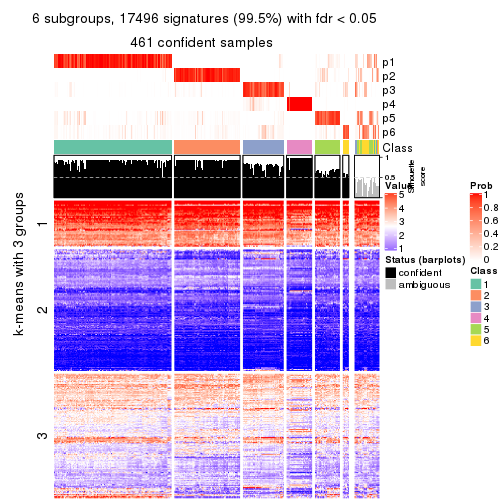 6 subgroups, 17496 signatures (99.5%) with fdr < 0.05
461 confident samples
p1
p2
p3
p4
p5
p6
Class
1
0.5
0
Silhouette
score
k-means with 3 groups
1
2
3
Value
5
4
3
2
1
Status (barplots)
confident
ambiguous
Prob
1
0.8
0.6
0.4
0.2
0
Class
1
2
3
4
5
6